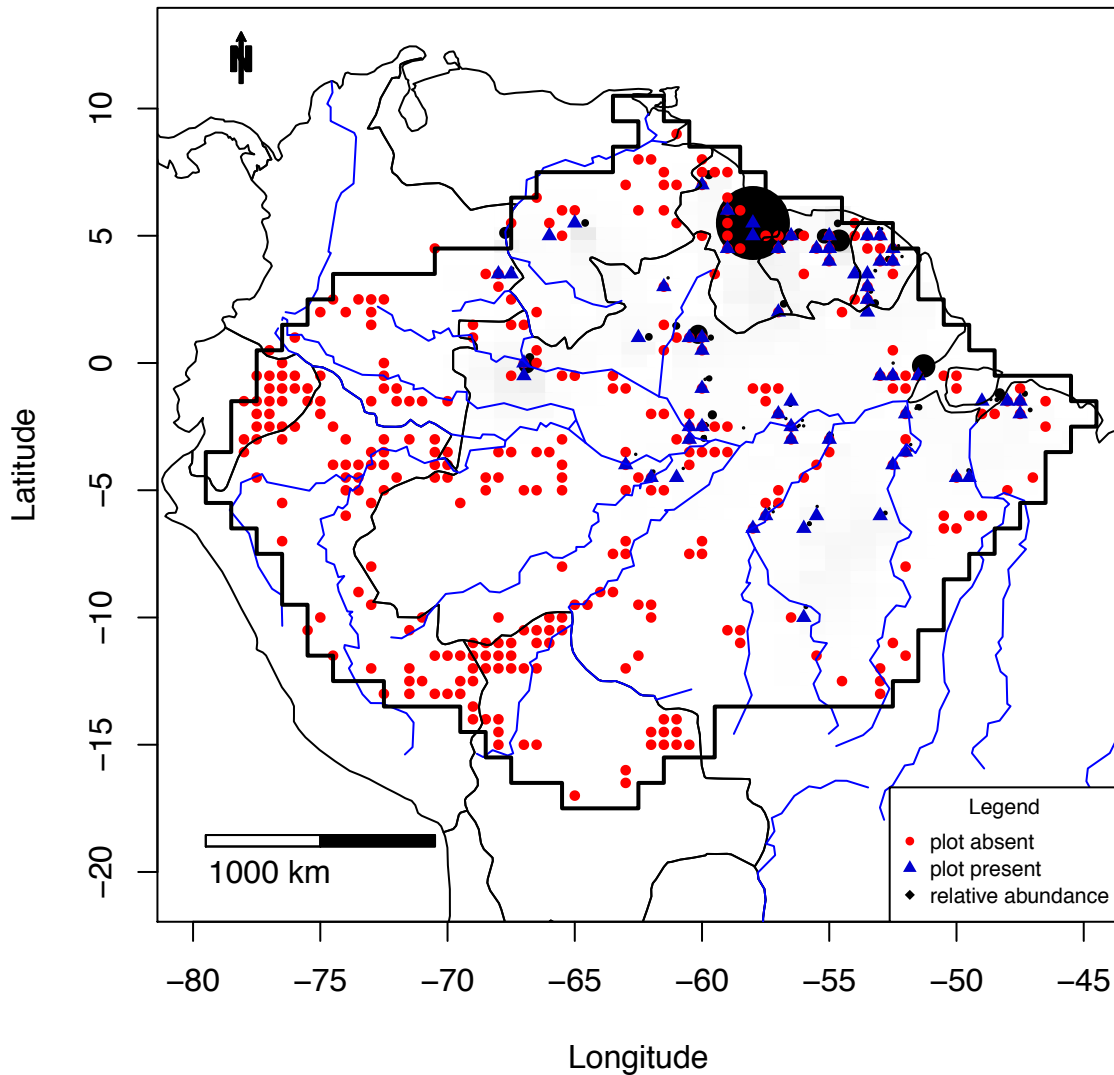 N
10
5
0
−5
−10
−15
−20
Latitude
1000 km
Legend
plot absent
plot present
relative abundance
−80
−75
−70
−65
−60
−55
−50
−45
Longitude